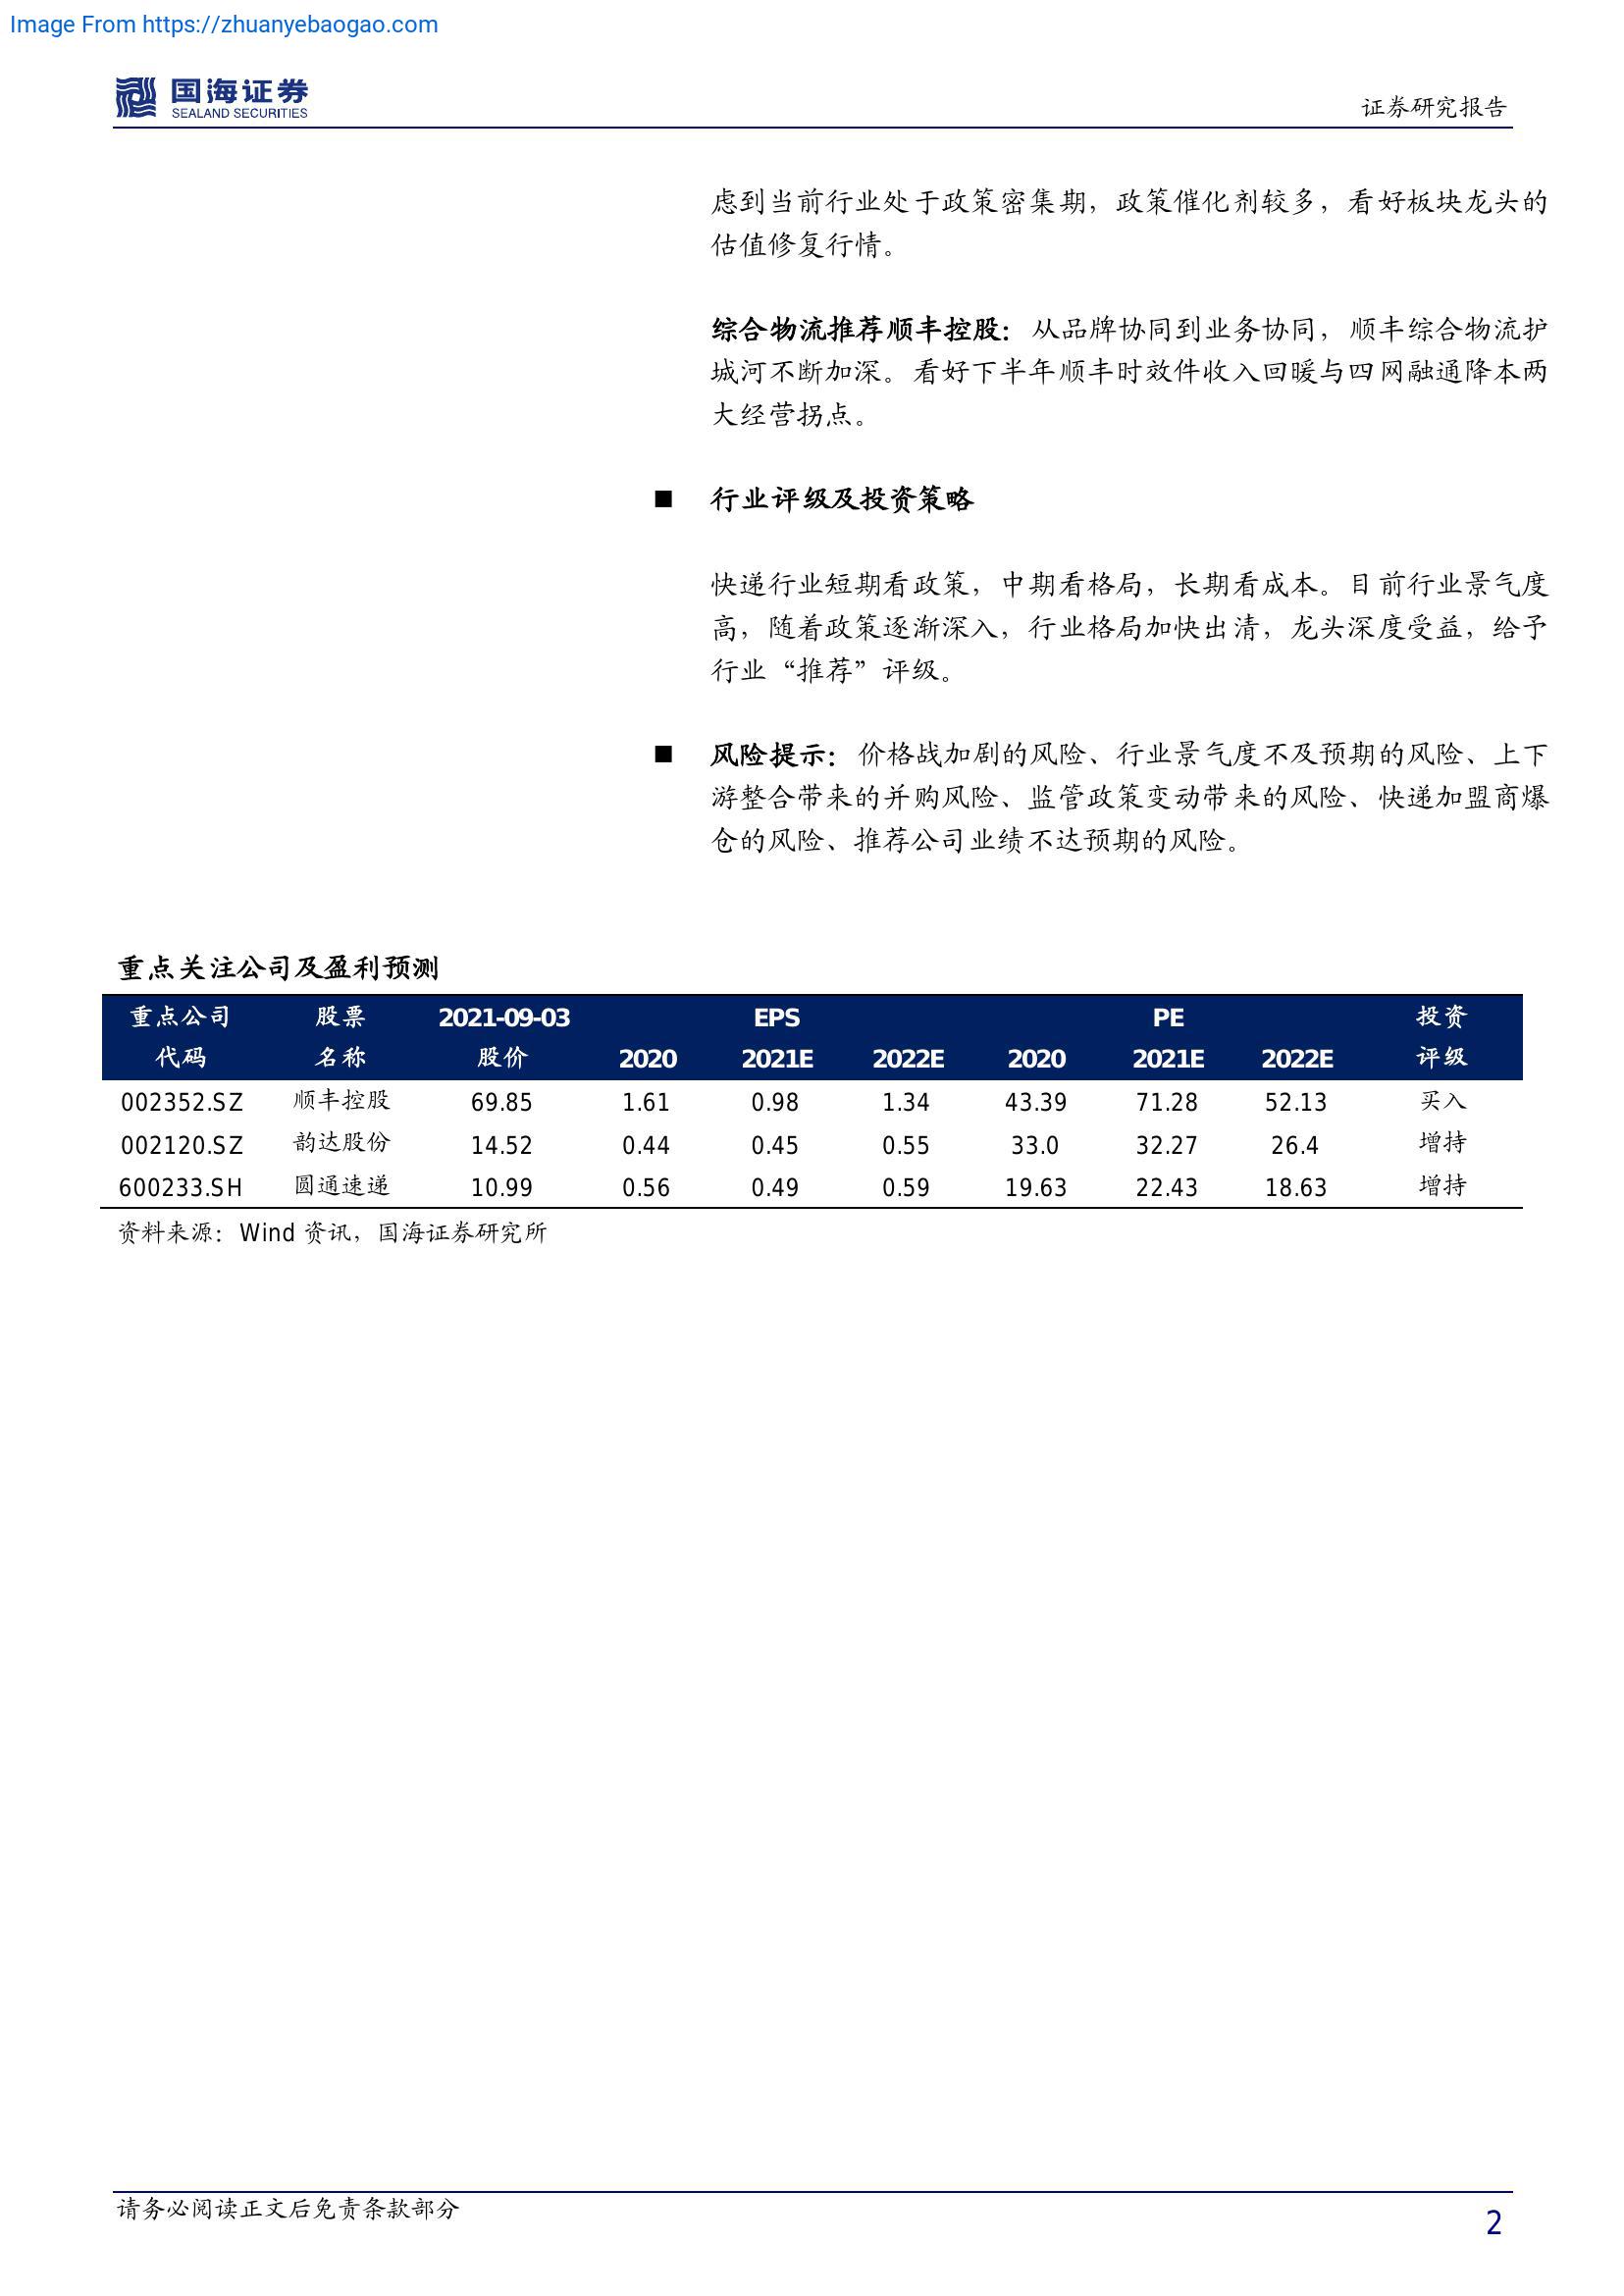 Image From https://zhuanyebaogao.com
国海证券
SEALAND SECURITIES
证券研究报告
虑到当前行业处于政策密集期，政策催化剂较多，看好板块龙头的
估值修复行情。
综合物流推荐顺丰控股：从品牌协同到业务协同，顺丰综合物流护
城河不断加深。看好下半年顺丰时效件收入回暖与四网融通降本两
大经营拐点。
■ 行业评级及投资策略
快递行业短期看政策，中期看格局，长期看成本。目前行业景气度
高，随着政策逐渐深入，行业格局加快出清，龙头深度受益，给予
行业“推荐”评级。
■ 风险提示：价格战加剧的风险、行业景气度不及预期的风险、上下
游整合带来的并购风险、监管政策变动带来的风险、快递加盟商爆
仓的风险、推荐公司业绩不达预期的风险。
重点关注公司及盈利预测
重点公司 股票 2021-09-03 EPS PE 投资
代码 名称 股价 2020 2021E 2022E 2020 2021E 2022E 评级
002352.SZ 顺丰控股 69.85 1.61 0.98 1.34 43.39 71.28 52.13 买入
002120.SZ 韵达股份 14.52 0.44 0.45 0.55 33.0 32.27 26.4 增持
600233.SH 圆通速递 10.99 0.56 0.49 0.59 19.63 22.43 18.63 增持
资料来源：Wind 资讯，国海证券研究所
请务必阅读正文后免责条款部分
2